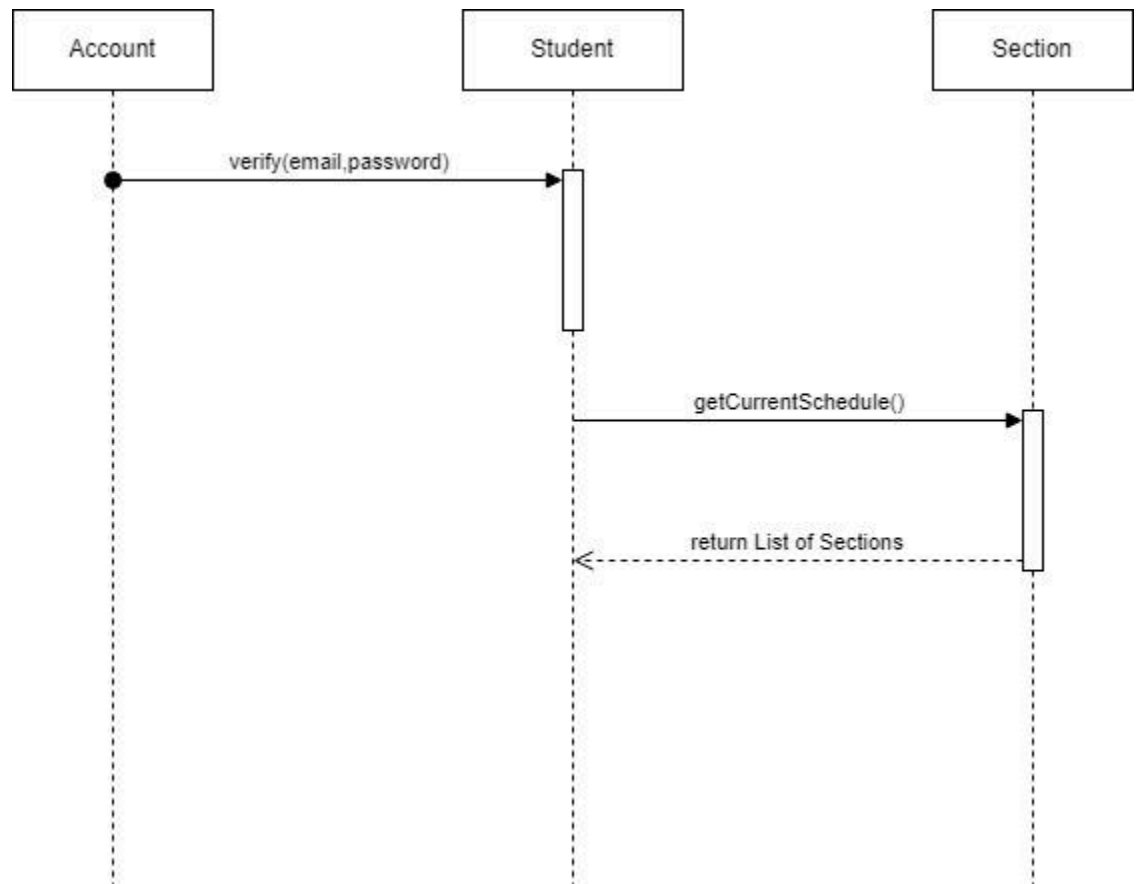 Account
Student
Section
verify(email,password)
getCurrentSchedule()
return List of Sections